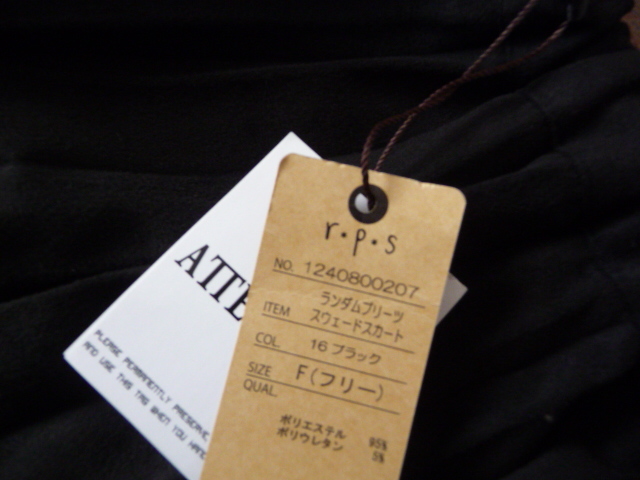 r・p・s
NO. 1240800207
ITEM ランダムプリーツ
スウェードスカート
COL. 16 ブラック
SIZE F(フリー)
QUAL.
ポリエステル 95%
ポリウレタン 5%
ATTE
PLEASE PERMANENTLY PRESERVE
AND USE THIS TAG WHEN YOU HAND